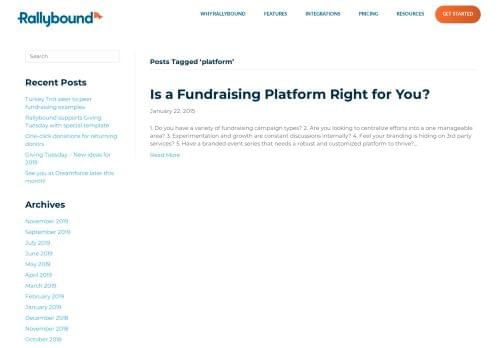 Rallybound
WHY RALLYBOUND
FEATURES
INTEGRATIONS
PRICING
RESOURCES
GET STARTED
Search
Recent Posts
Turkey Trot peer to peer
fundraising examples
Rallybound supports Giving
Tuesday with special template
One-click donations for returning
donors
Giving Tuesday – New ideas for
2019
See you at Dreamforce later this
month!
Archives
November 2019
September 2019
July 2019
June 2019
May 2019
April 2019
March 2019
February 2019
January 2019
December 2018
November 2018
October 2018
Posts Tagged ‘platform’
Is a Fundraising Platform Right for You?
January 22, 2015
1. Do you have a variety of fundraising campaign types? 2. Are you looking to centralize efforts into a one manageable
area? 3. Experimentation and growth are constant discussions internally? 4. Feel your branding is hiding on 3rd party
services? 5. Have a branded event series that needs a robust and customized platform to thrive?...
Read More